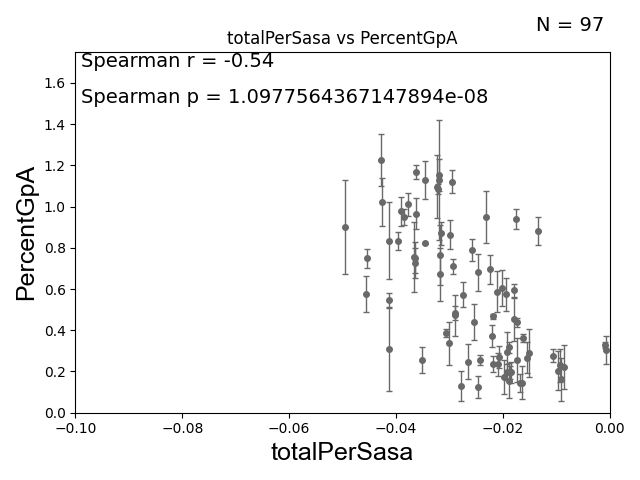 N = 97
totalPerSasa vs PercentGpA
Spearman r = -0.54
Spearman p = 1.0977564367147894e-08
PercentGpA
1.6
1.4
1.2
1.0
0.8
0.6
0.4
0.2
0.0
−0.10
−0.08
−0.06
−0.04
−0.02
0.00
totalPerSasa